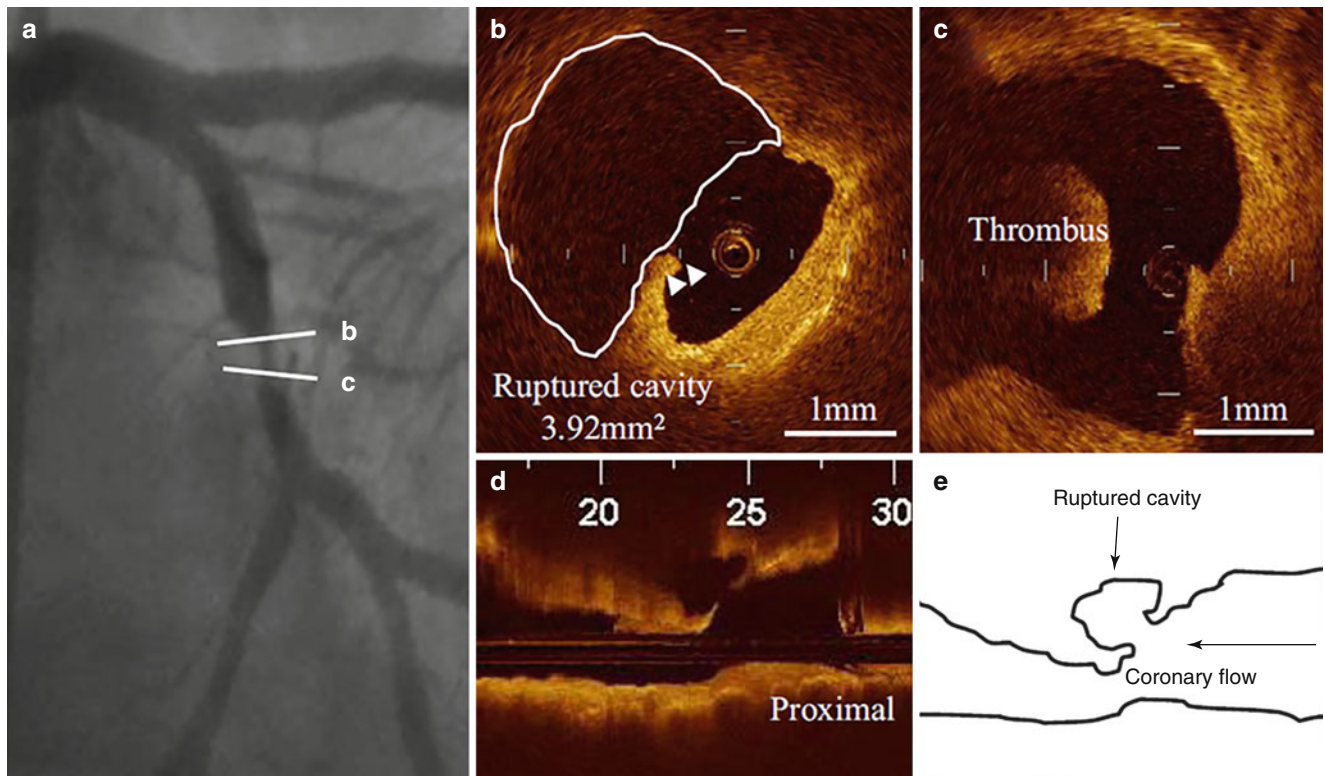 a
b
c
b
Ruptured cavity
3.92mm²
1mm
c
Thrombus
1mm
d
20
25
30
Proximal
e
Ruptured cavity
Coronary flow